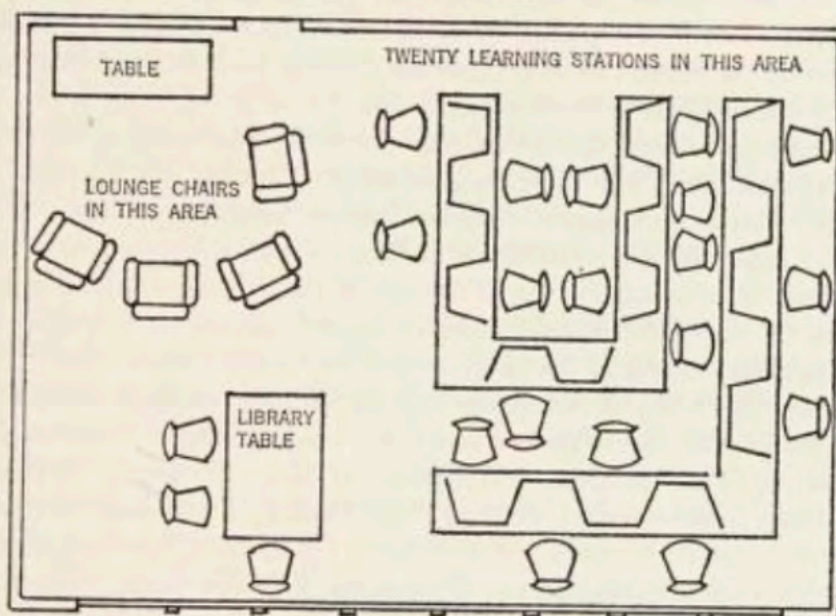 TABLE
TWENTY LEARNING STATIONS IN THIS AREA
LOUNGE CHAIRS
IN THIS AREA
LIBRARY
TABLE